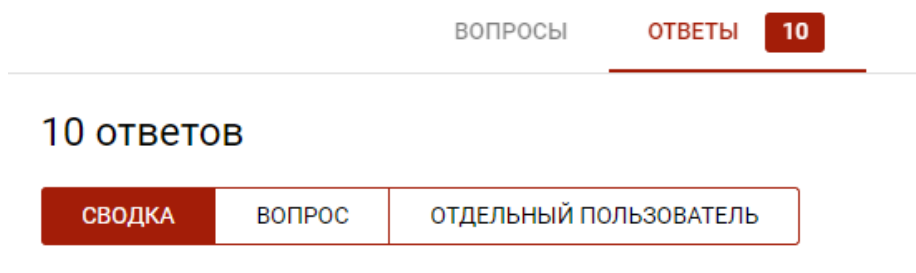 ВОПРОСЫ ОТВЕТЫ 10
10 ответов
СВОДКА ВОПРОС ОТДЕЛЬНЫЙ ПОЛЬЗОВАТЕЛЬ